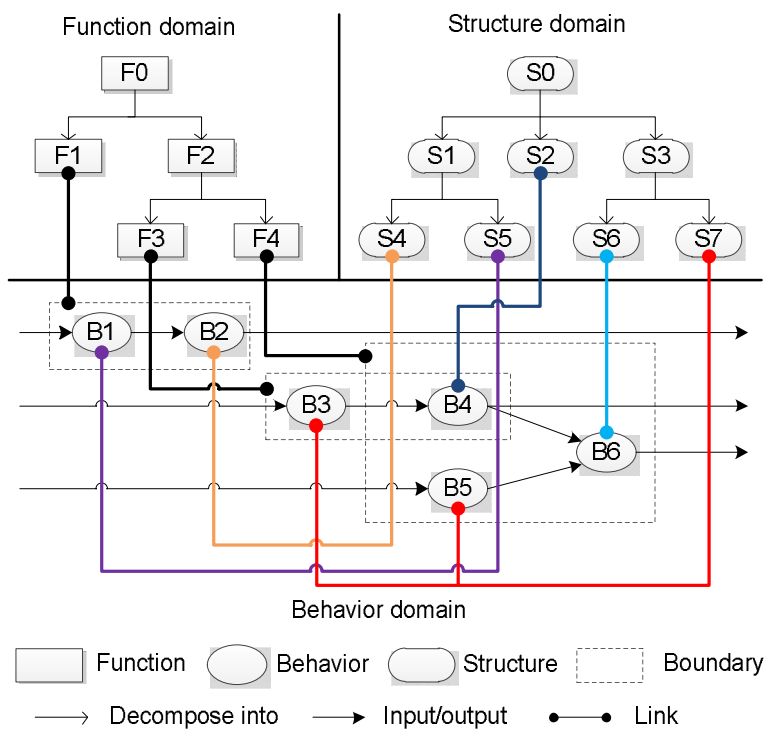 Function domain
Structure domain
F0
S0
F1
F2
S1
S2
S3
F3
F4
S4
S5
S6
S7
B1
B2
B3
B4
B6
B5
Behavior domain
Function
Behavior
Structure
Boundary
Decompose into
Input/output
Link